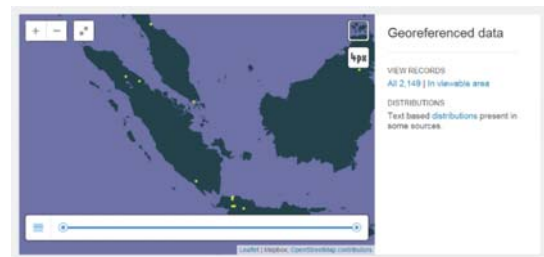 + −
4px
Georeferenced data
VIEW RECORDS
All 2,149 | In viewable area
DISTRIBUTIONS
Text based distributions present in
some sources.
Leaflet | Mapbox, OpenStreetMap contributors